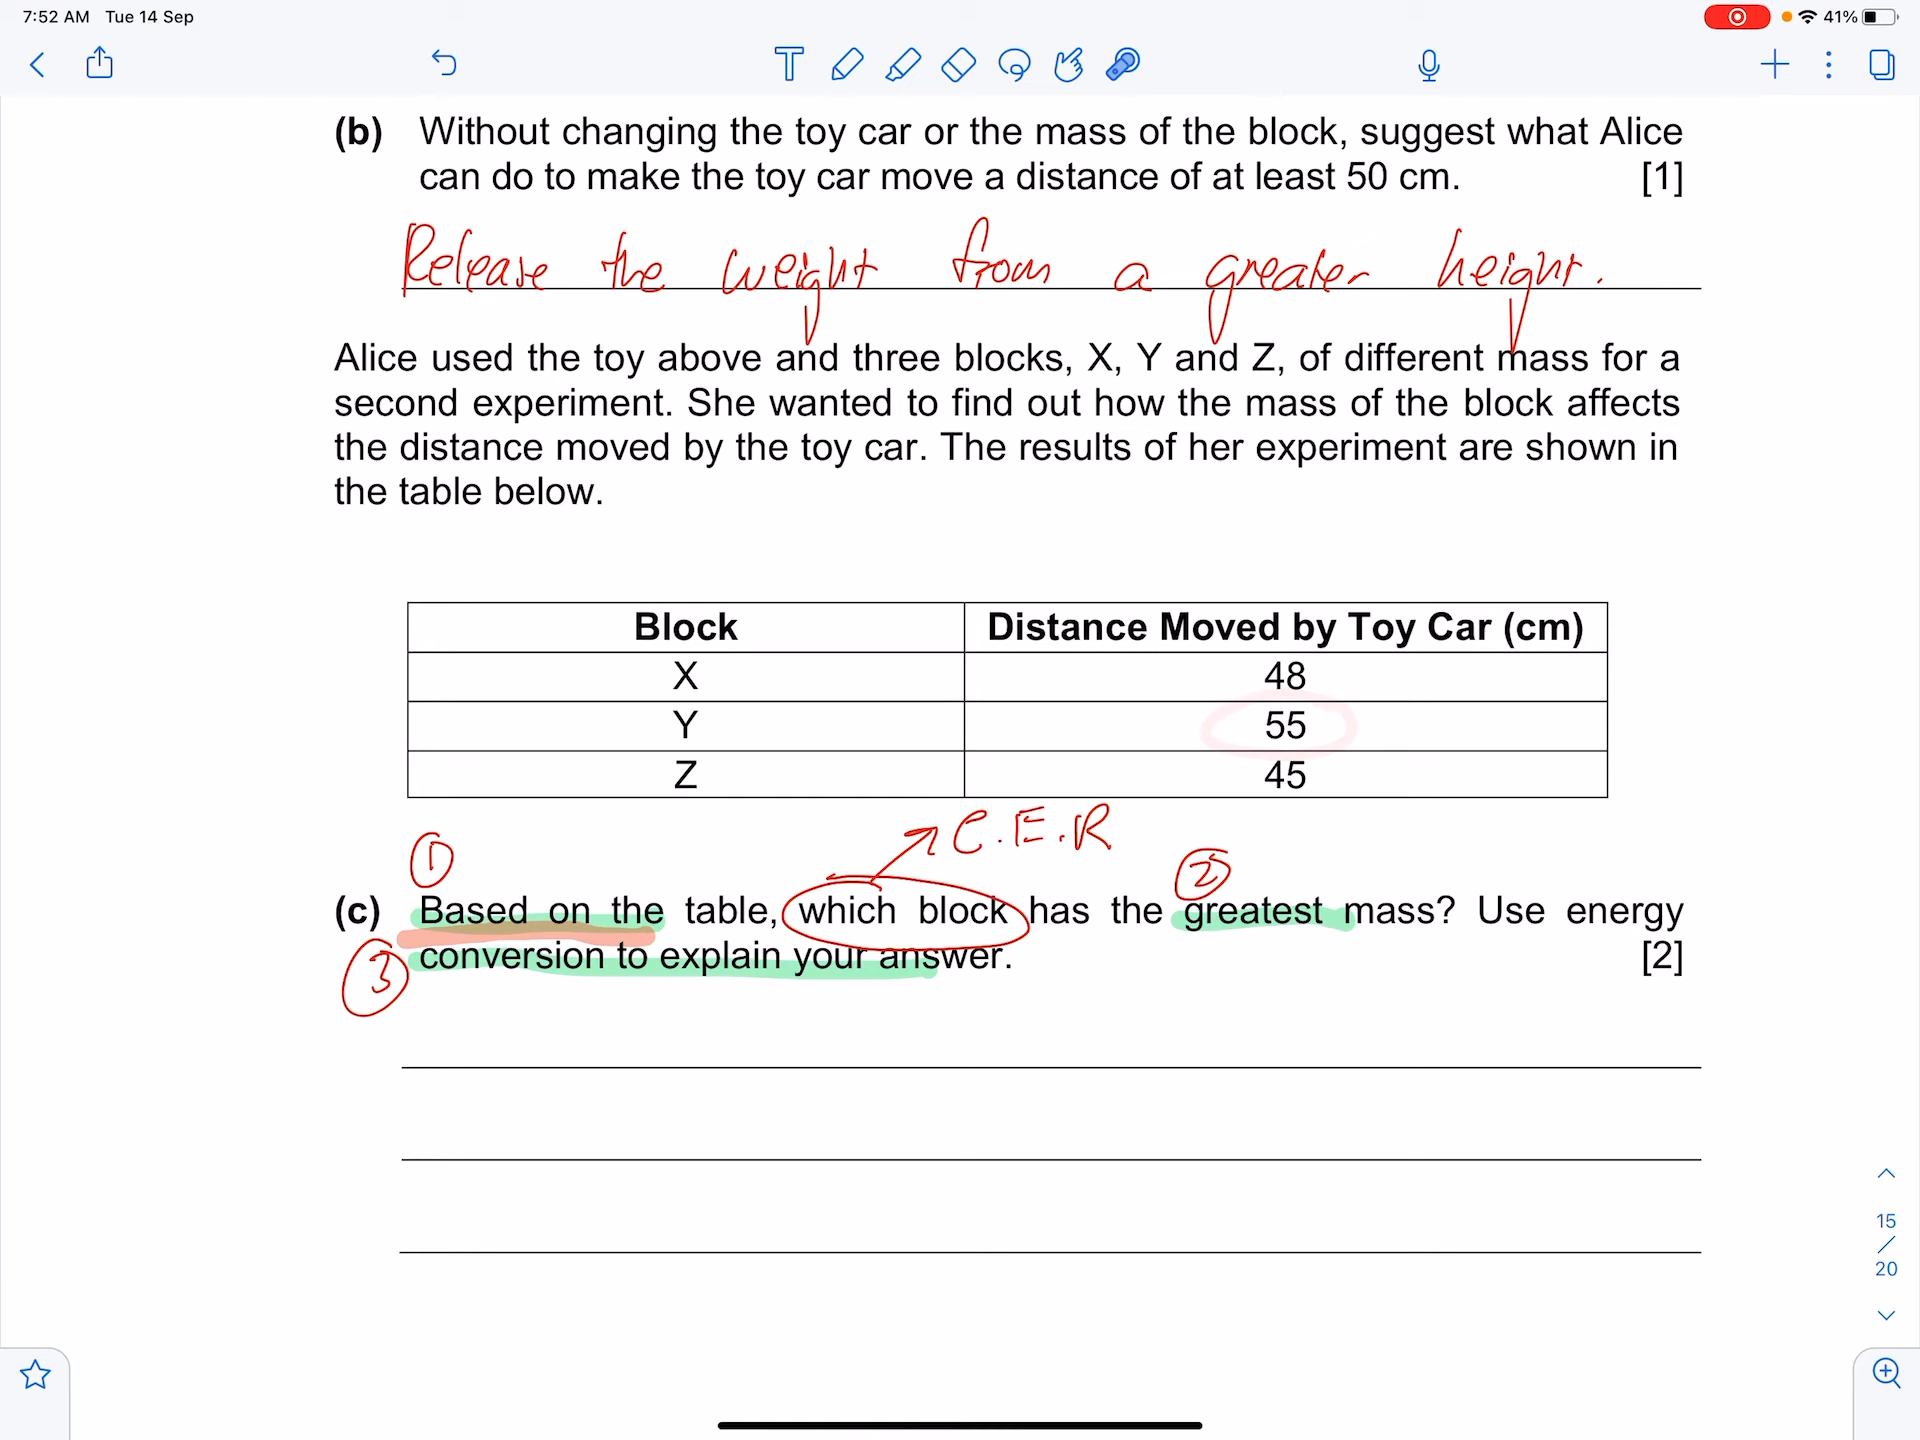 7:52 AM Tue 14 Sep
41%
(b) Without changing the toy car or the mass of the block, suggest what Alice
can do to make the toy car move a distance of at least 50 cm. [1]
Release the weight from a greater height.
Alice used the toy above and three blocks, X, Y and Z, of different mass for a
second experiment. She wanted to find out how the mass of the block affects
the distance moved by the toy car. The results of her experiment are shown in
the table below.
Block Distance Moved by Toy Car (cm)
X 48
Y 55
Z 45
C.E.R
1 2
(c) Based on the table, which block has the greatest mass? Use energy
3 conversion to explain your answer. [2]
15
/
20